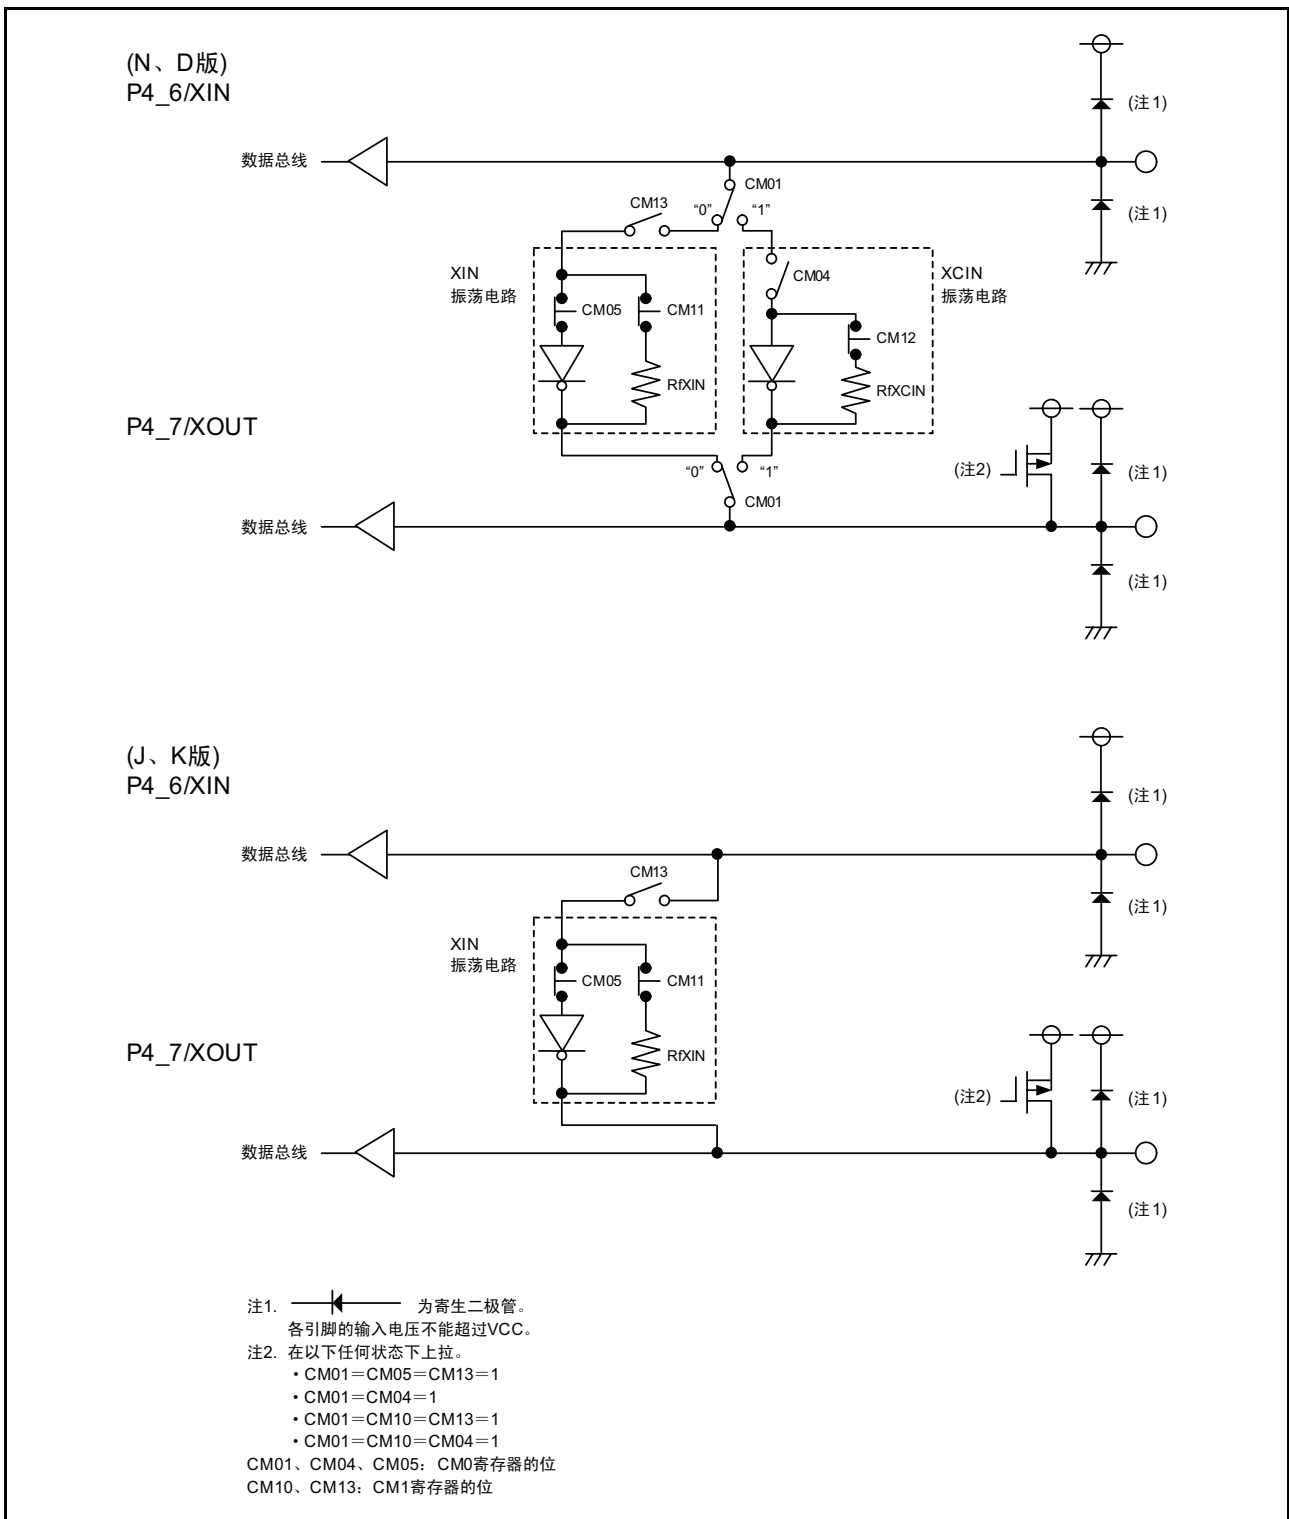 (N、D版)
P4_6/XIN
(注1)
数据总线
CM01
CM13
“0”
“1”
(注1)
XIN
振荡电路
CM04
XCIN
振荡电路
CM05
CM11
CM12
RfXIN
RfXCIN
P4_7/XOUT
“0”
“1”
(注2)
(注1)
CM01
数据总线
(注1)
(J、K版)
P4_6/XIN
(注1)
数据总线
CM13
(注1)
XIN
振荡电路
CM05
CM11
P4_7/XOUT
RfXIN
(注2)
(注1)
数据总线
(注1)
注1. 为寄生二极管。
各引脚的输入电压不能超过VCC。
注2. 在以下任何状态下上拉。
• CM01=CM05=CM13=1
• CM01=CM04=1
• CM01=CM10=CM13=1
• CM01=CM10=CM04=1
CM01、CM04、CM05：CM0寄存器的位
CM10、CM13：CM1寄存器的位